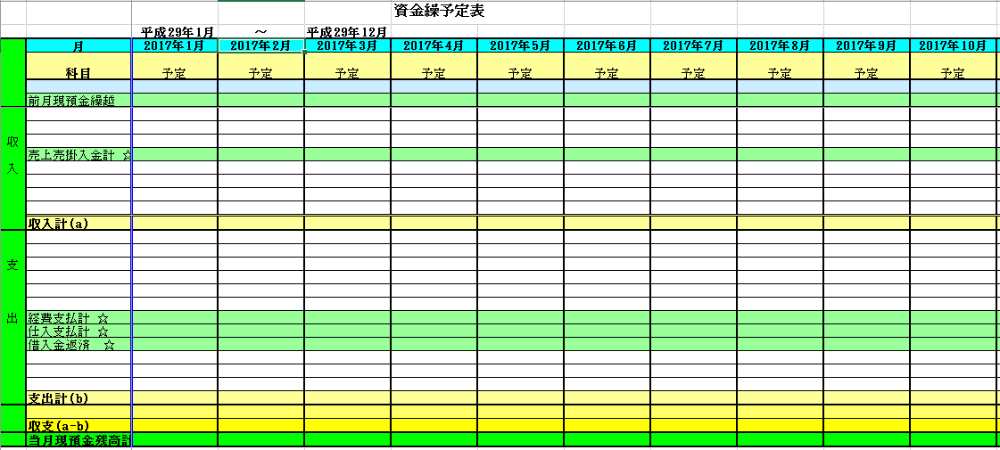 資金繰予定表
平成29年1月 ～ 平成29年12月
月 2017年1月 2017年2月 2017年3月 2017年4月 2017年5月 2017年6月 2017年7月 2017年8月 2017年9月 2017年10月
科目 予定 予定 予定 予定 予定 予定 予定 予定 予定 予定
前月現預金繰越
収入
売上売掛入金計 ☆
収入計(a)
支出
経費支払計 ☆
仕入支払計 ☆
借入金返済 ☆
支出計(b)
収支(a-b)
当月現預金残高計